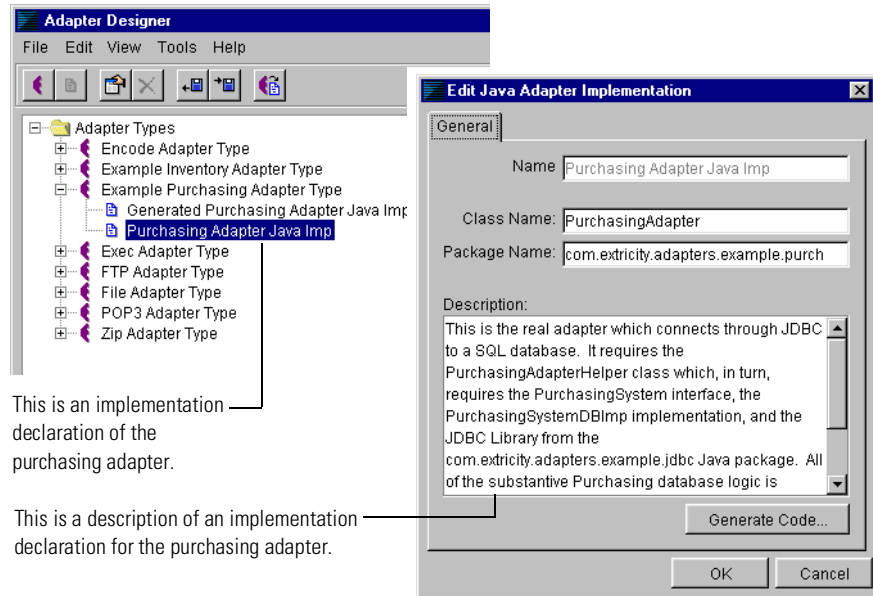 Adapter Designer
File Edit View Tools Help
Adapter Types
Encode Adapter Type
Example Inventory Adapter Type
Example Purchasing Adapter Type
Generated Purchasing Adapter Java Imp
Purchasing Adapter Java Imp
Exec Adapter Type
FTP Adapter Type
File Adapter Type
POP3 Adapter Type
Zip Adapter Type
This is an implementation
declaration of the
purchasing adapter.
This is a description of an implementation
declaration for the purchasing adapter.
Edit Java Adapter Implementation
General
Name Purchasing Adapter Java Imp
Class Name: PurchasingAdapter
Package Name: com.extricity.adapters.example.purch
Description:
This is the real adapter which connects through JDBC
to a SQL database. It requires the
PurchasingAdapterHelper class which, in turn,
requires the PurchasingSystem interface, the
PurchasingSystemDBImp implementation, and the
JDBC Library from the
com.extricity.adapters.example.jdbc Java package. All
of the substantive Purchasing database logic is
Generate Code...
OK Cancel